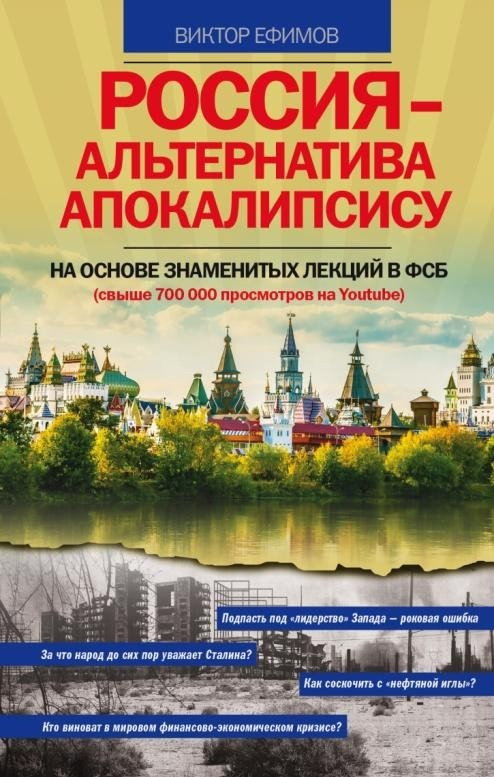 ВИКТОР ЕФИМОВ
РОССИЯ –
АЛЬТЕРНАТИВА
АПОКАЛИПСИСУ
НА ОСНОВЕ ЗНАМЕНИТЫХ ЛЕКЦИЙ В ФСБ
(свыше 700 000 просмотров на Youtube)
Подпасть под «лидерство» Запада — роковая ошибка
За что народ до сих пор уважает Сталина?
Как соскочить с «нефтяной иглы»?
Кто виноват в мировом финансово-экономическом кризисе?